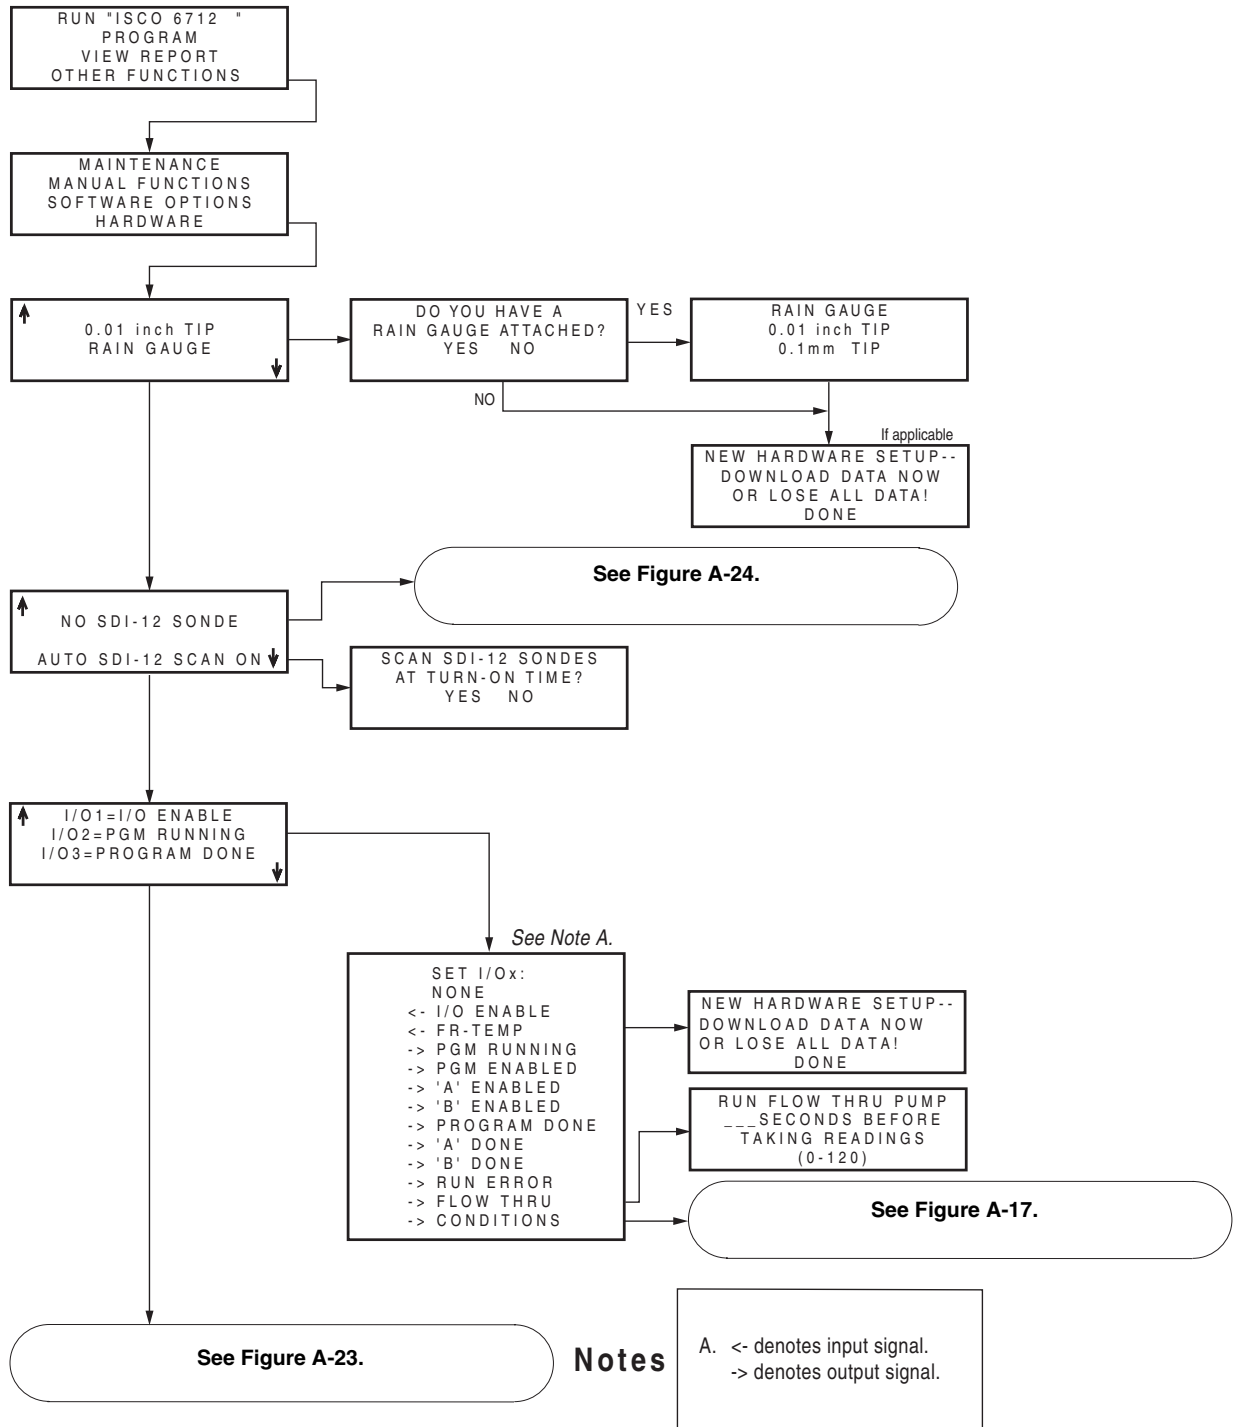 RUN "ISCO 6712 "
PROGRAM
VIEW REPORT
OTHER FUNCTIONS
MAINTENANCE
MANUAL FUNCTIONS
SOFTWARE OPTIONS
HARDWARE
0.01 inch TIP
RAIN GAUGE
DO YOU HAVE A
RAIN GAUGE ATTACHED?
YES NO
YES
RAIN GAUGE
0.01 inch TIP
0.1mm TIP
NO
If applicable
NEW HARDWARE SETUP--
DOWNLOAD DATA NOW
OR LOSE ALL DATA!
DONE
See Figure A-24.
NO SDI-12 SONDE
AUTO SDI-12 SCAN ON
SCAN SDI-12 SONDES
AT TURN-ON TIME?
YES NO
I/O1=I/O ENABLE
I/O2=PGM RUNNING
I/O3=PROGRAM DONE
See Note A.
SET I/Ox:
NONE
<- I/O ENABLE
<- FR-TEMP
-> PGM RUNNING
-> PGM ENABLED
-> 'A' ENABLED
-> 'B' ENABLED
-> PROGRAM DONE
-> 'A' DONE
-> 'B' DONE
-> RUN ERROR
-> FLOW THRU
-> CONDITIONS
NEW HARDWARE SETUP--
DOWNLOAD DATA NOW
OR LOSE ALL DATA!
DONE
RUN FLOW THRU PUMP
___SECONDS BEFORE
TAKING READINGS
(0-120)
See Figure A-17.
See Figure A-23.
Notes
A. <- denotes input signal.
-> denotes output signal.